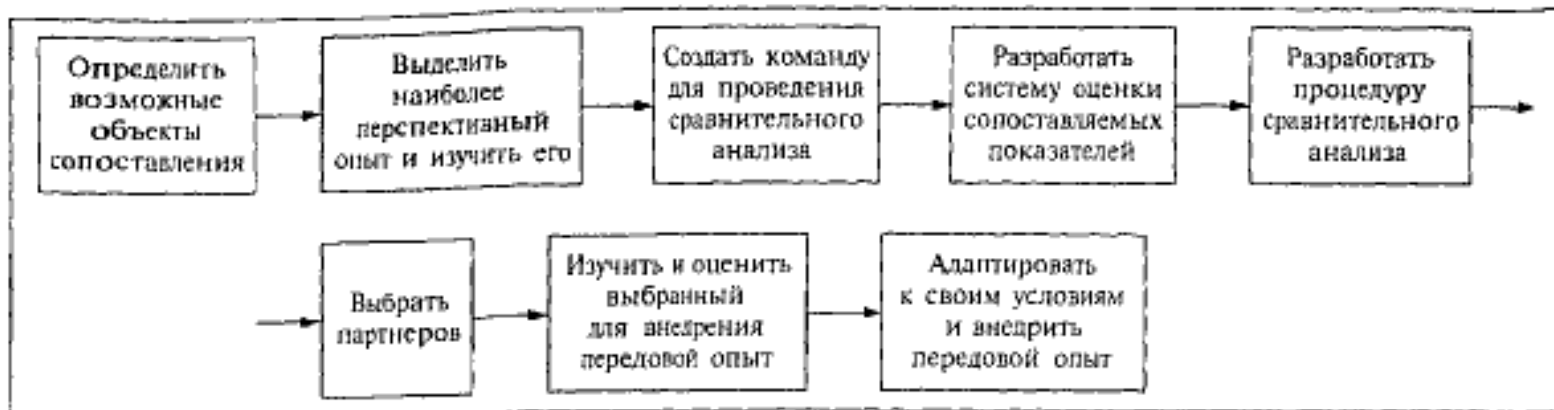 Определить
возможные
объекты
сопоставления
Выделить
наиболее
перспективный
опыт и изучить его
Создать команду
для проведения
сравнительного
анализа
Разработать
систему оценки
сопоставляемых
показателей
Разработать
процедуру
сравнительного
анализа
Выбрать
партнеров
Изучить и оценить
выбранный
для внедрения
передовой опыт
Адаптировать
к своим условиям
и внедрить
передовой опыт